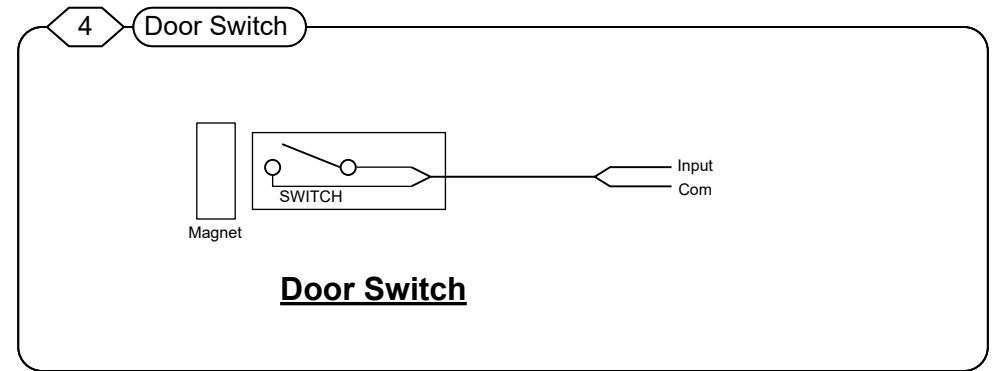 4 Door Switch
Input
SWITCH
Com
Magnet
Door Switch